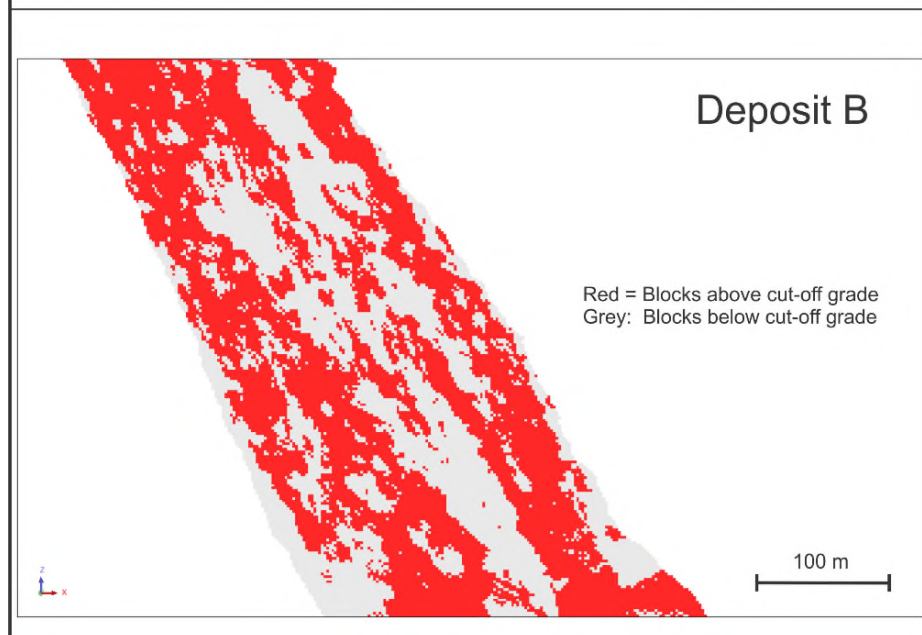 Deposit B
Red = Blocks above cut-off grade
Grey: Blocks below cut-off grade
100 m
Z
X